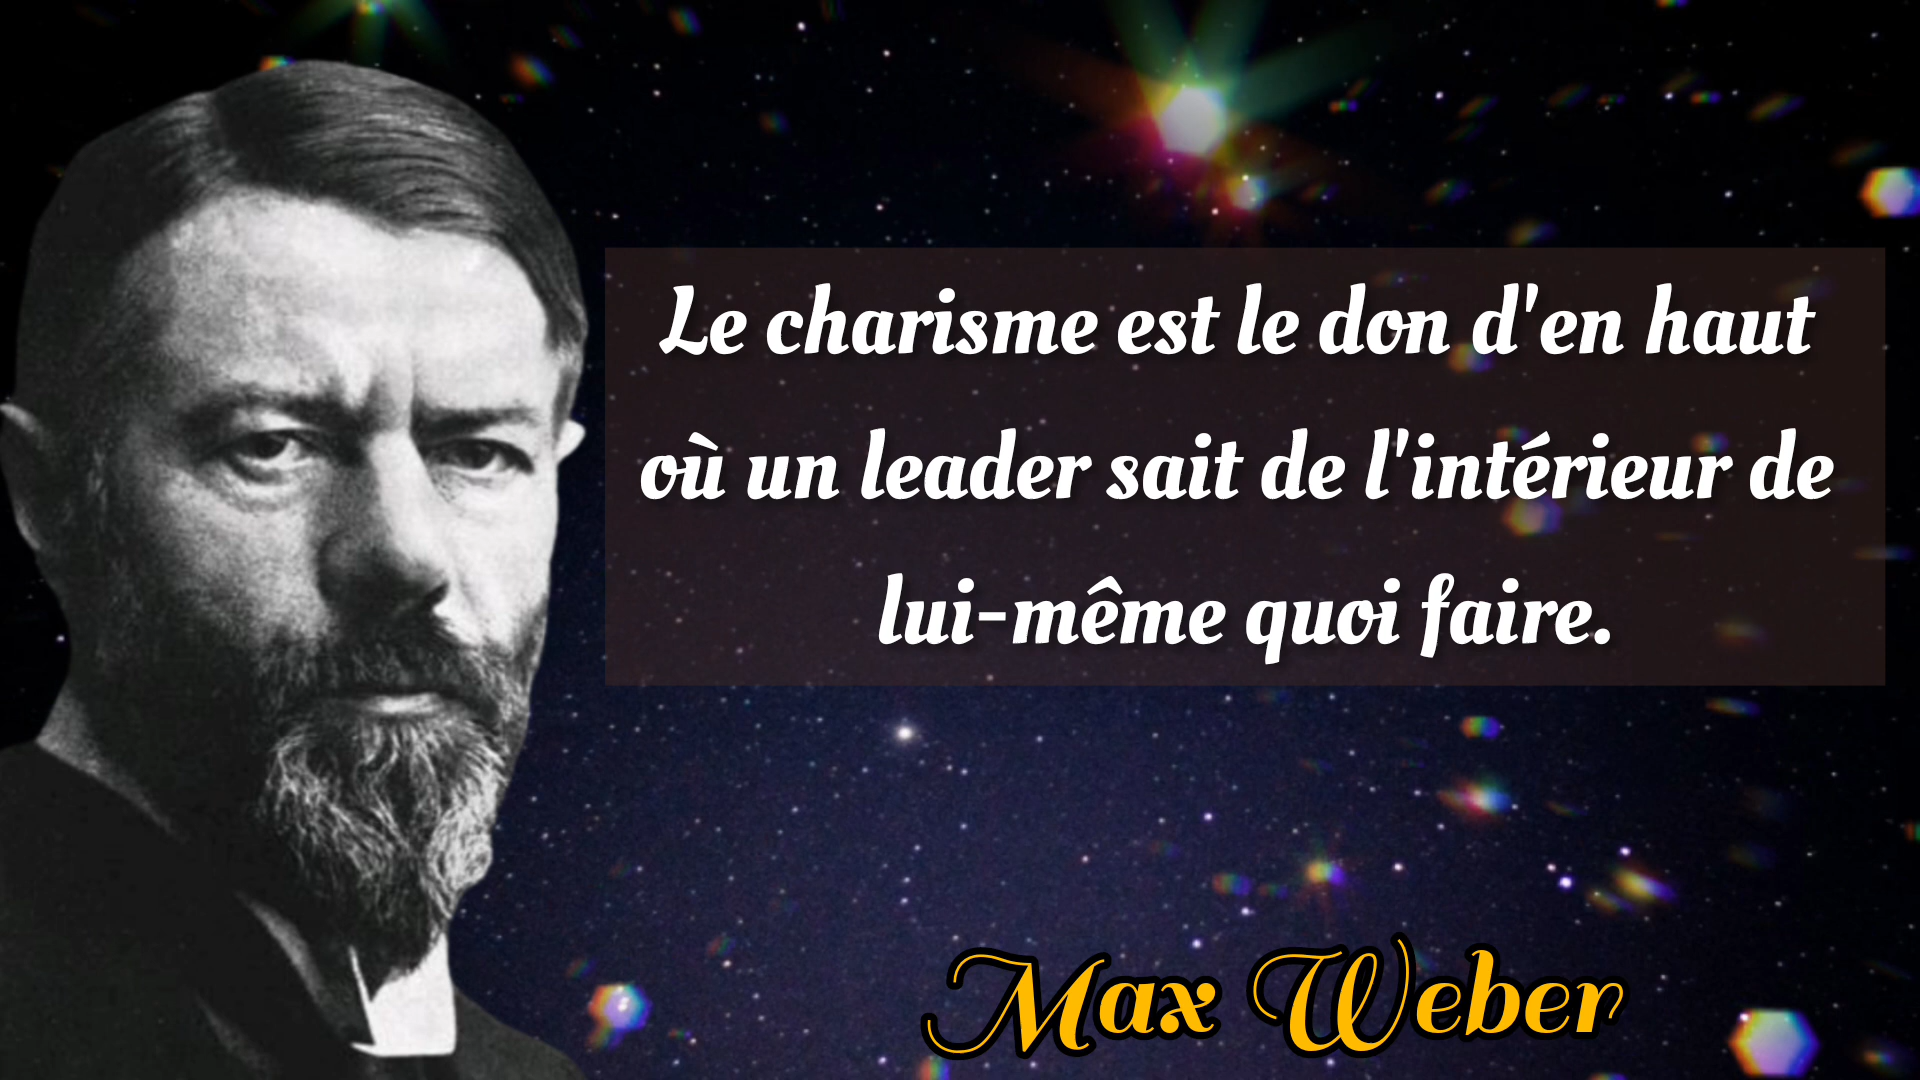 Le charisme est le don d'en haut
où un leader sait de l'intérieur de
lui-même quoi faire.
Max Weber